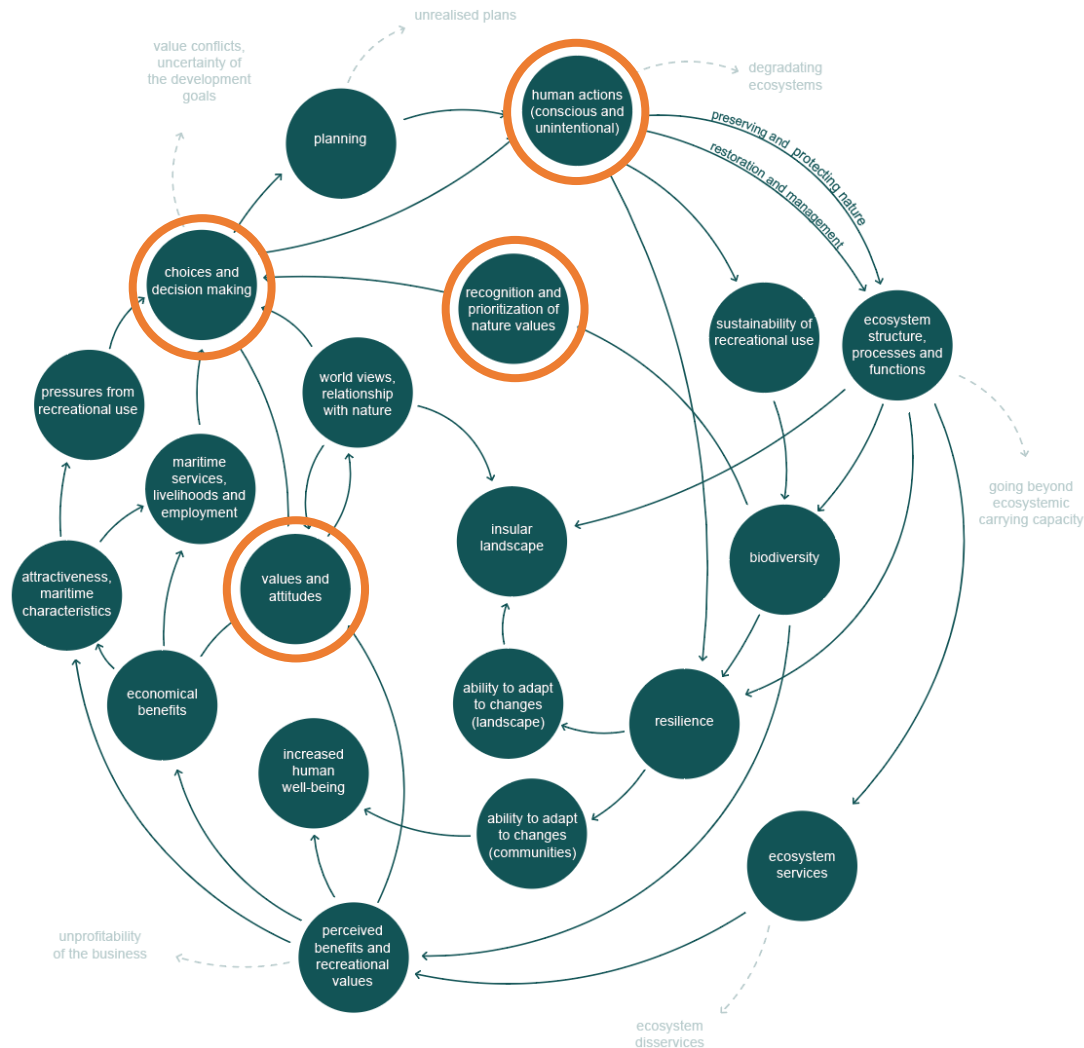 unrealised plans
value conflicts,
uncertainty of
the development
goals
degradating
ecosystems
human actions
(conscious and
unintentional)
planning
preserving and protecting nature
restoration and management
choices and
decision making
recognition and
prioritization of
nature values
sustainability of
recreational use
ecosystem
structure,
processes and
functions
pressures from
recreational use
world views,
relationship
with nature
maritime
services,
livelihoods and
employment
going beyond
ecosystemic
carrying capacity
insular
landscape
biodiversity
attractiveness,
maritime
characteristics
values and
attitudes
economical
benefits
ability to adapt
to changes
(landscape)
resilience
increased
human
well-being
ability to adapt
to changes
(communities)
ecosystem
services
perceived
benefits and
recreational
values
unprofitability
of the business
ecosystem
disservices